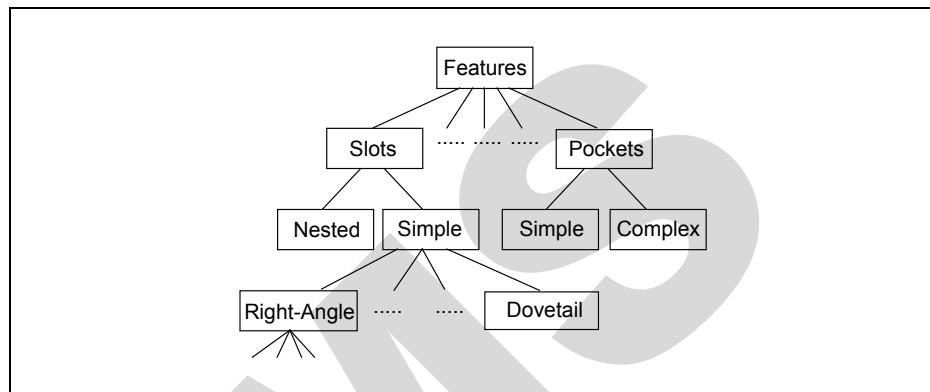 Features
Slots ..... ..... ..... Pockets
Nested Simple Simple Complex
Right-Angle ..... ..... Dovetail